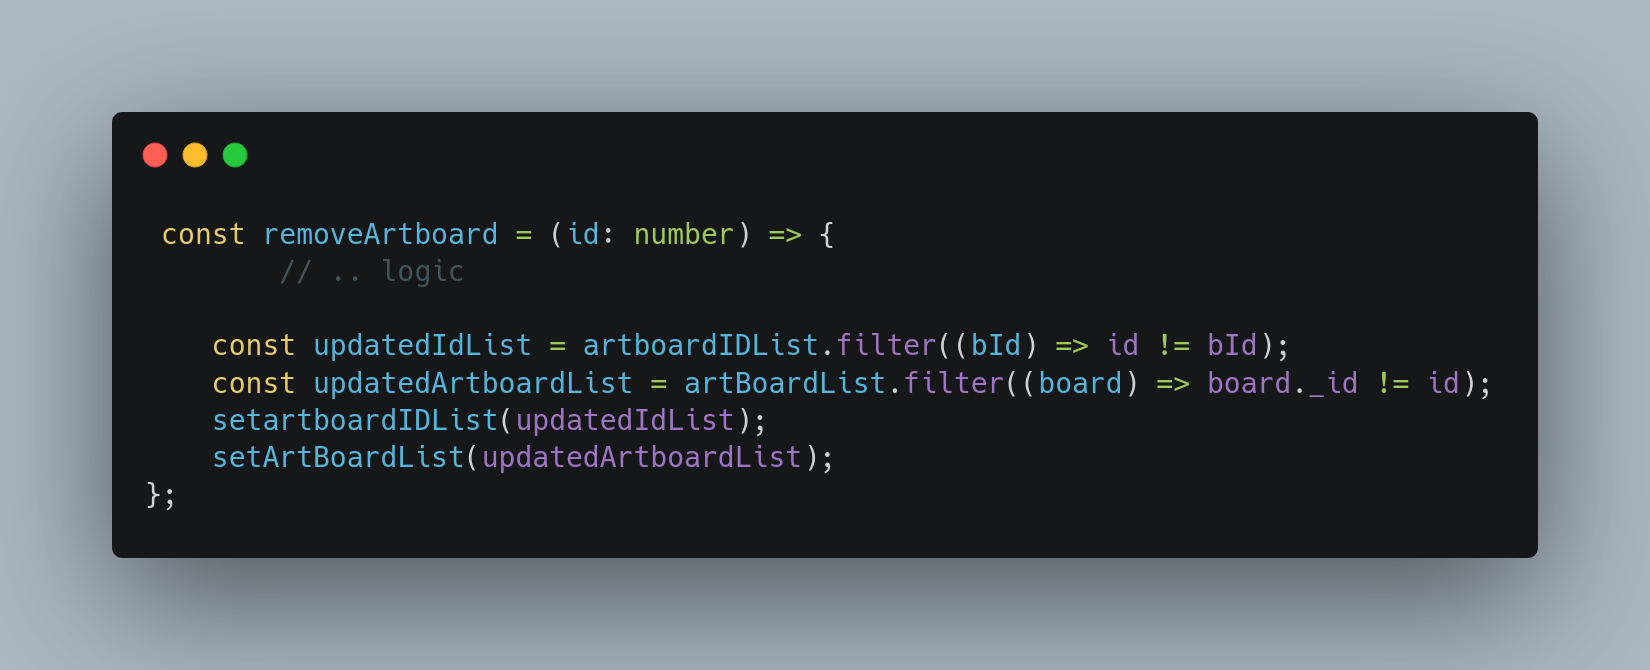 const removeArtboard = (id: number) => {
// .. logic
const updatedIdList = artboardIDList.filter((bId) => id != bId);
const updatedArtboardList = artBoardList.filter((board) => board._id != id);
setartboardIDList(updatedIdList);
setArtBoardList(updatedArtboardList);
};